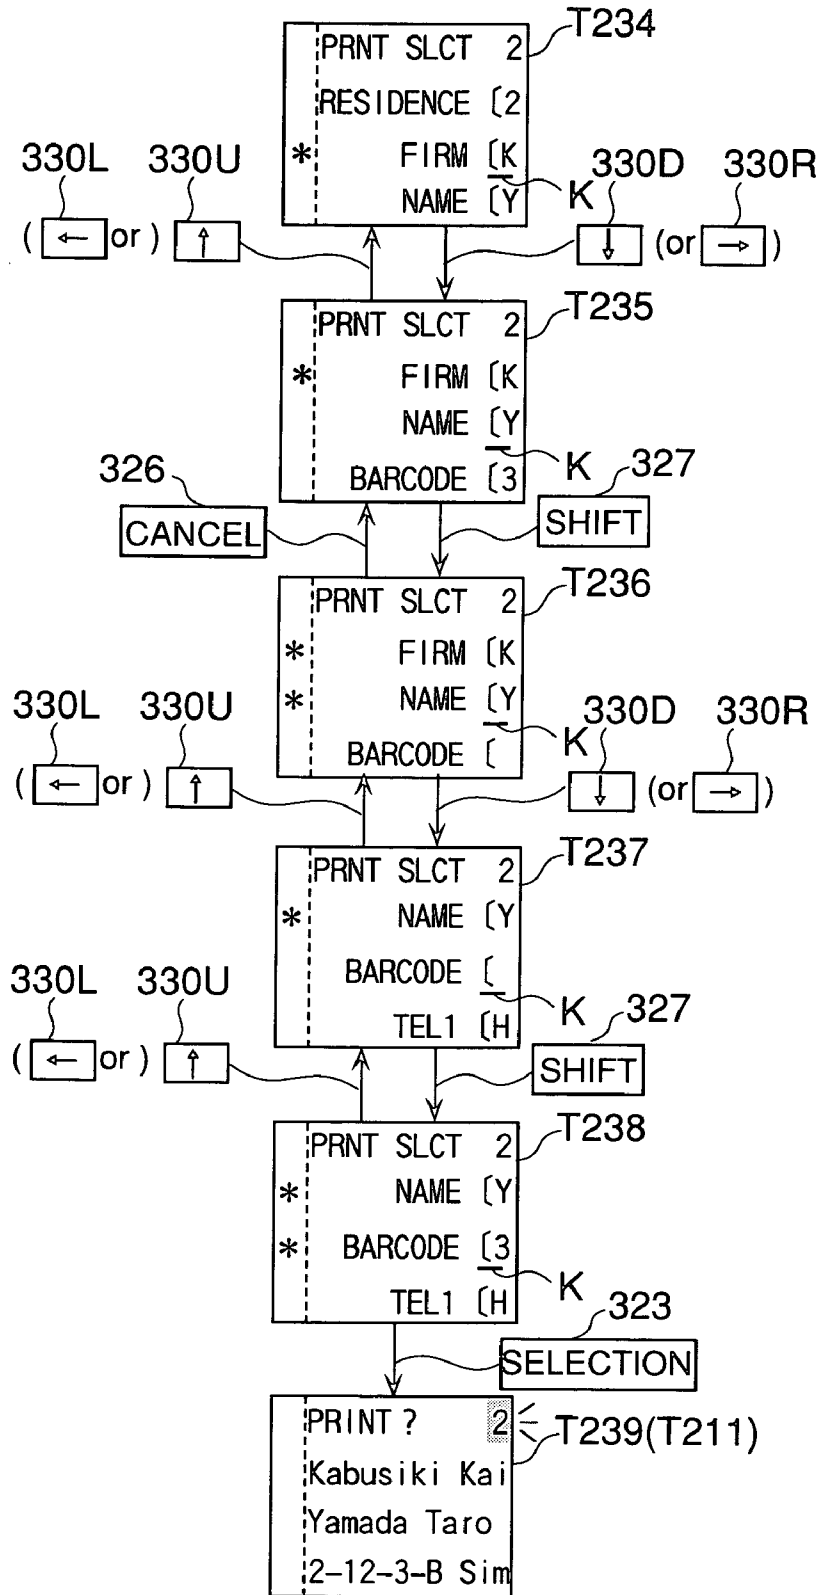 T234
PRNT SLCT 2
RESIDENCE [2
* FIRM [K
NAME [Y
K
330L 330U
(← or) ↑
330D 330R
↓ (or →)
T235
PRNT SLCT 2
* FIRM [K
NAME [Y
K
BARCODE [3
326
CANCEL
327
SHIFT
T236
PRNT SLCT 2
* FIRM [K
* NAME [Y
K
BARCODE [
330L 330U
(← or) ↑
330D 330R
↓ (or →)
T237
PRNT SLCT 2
* NAME [Y
BARCODE [
K
TEL1 [H
330L 330U
(← or) ↑
327
SHIFT
T238
PRNT SLCT 2
* NAME [Y
* BARCODE [3
K
TEL1 [H
323
SELECTION
PRINT? 2
T239(T211)
Kabusiki Kai
Yamada Taro
2-12-3-B Sim